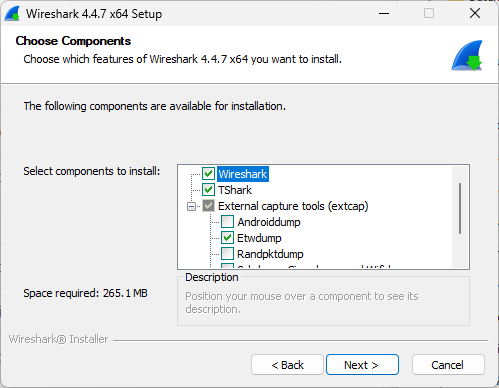 Wireshark 4.4.7 x64 Setup
Choose Components
Choose which features of Wireshark 4.4.7 x64 you want to install.
The following components are available for installation.
Select components to install:
Wireshark
TShark
External capture tools (extcap)
Androiddump
Etwdump
Randpktdump
Space required: 265.1 MB
Description
Position your mouse over a component to see its
description.
Wireshark® Installer
< Back
Next >
Cancel